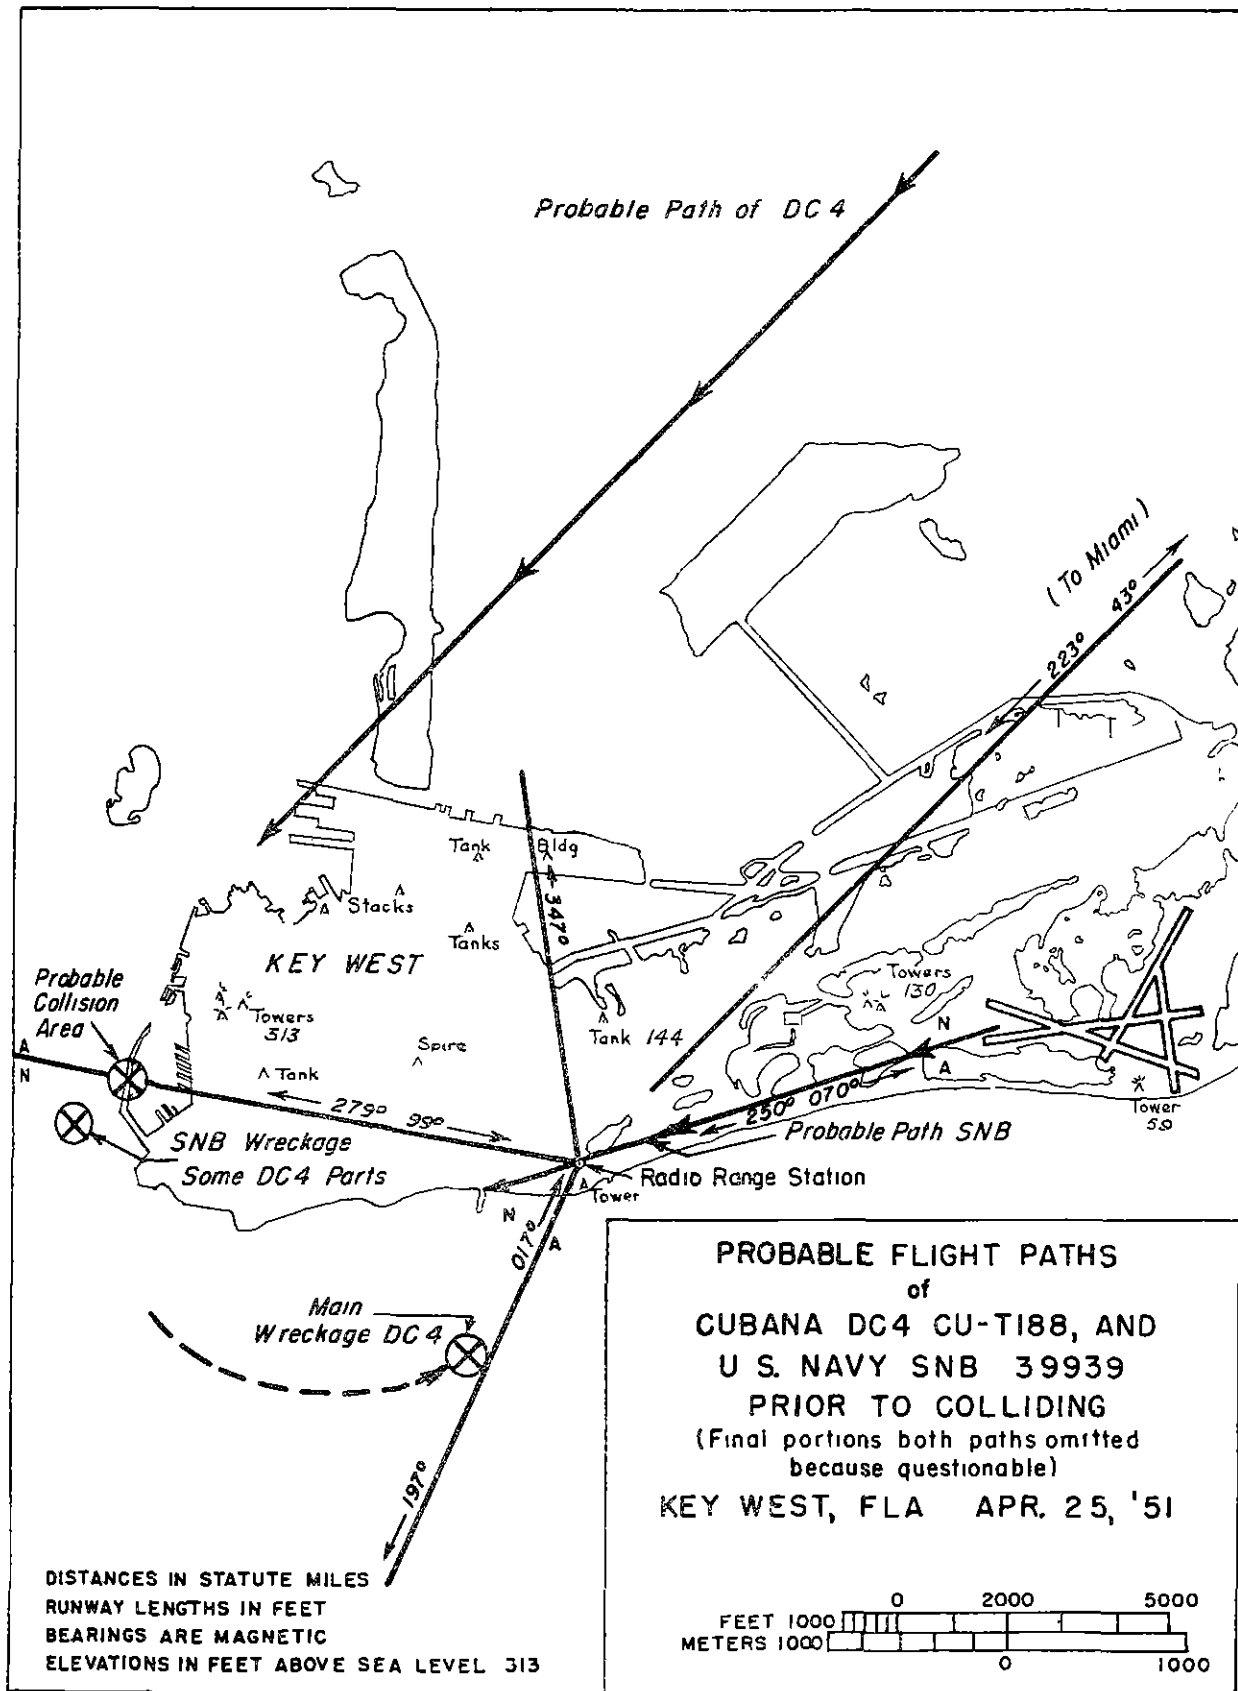 Probable Path of DC 4
(To Miami)
43°
223°
Tank
Bldg
347°
Stacks
Tanks
KEY WEST
Towers
130
Probable
Collision
Area
Towers
313
Tank 144
N
A
Spire
A
N
Tank
279° 99°
250° 070°
Tower
59
SNB Wreckage
Some DC4 Parts
Probable Path SNB
Radio Range Station
Tower
N
A
017°
Main
Wreckage DC 4
197°
PROBABLE FLIGHT PATHS
of
CUBANA DC4 CU-T188, AND
U S. NAVY SNB 39939
PRIOR TO COLLIDING
(Final portions both paths omitted
because questionable)
KEY WEST, FLA APR. 25, '51
DISTANCES IN STATUTE MILES
RUNWAY LENGTHS IN FEET
BEARINGS ARE MAGNETIC
ELEVATIONS IN FEET ABOVE SEA LEVEL 313
0 2000 5000
FEET 1000
METERS 1000
0 1000